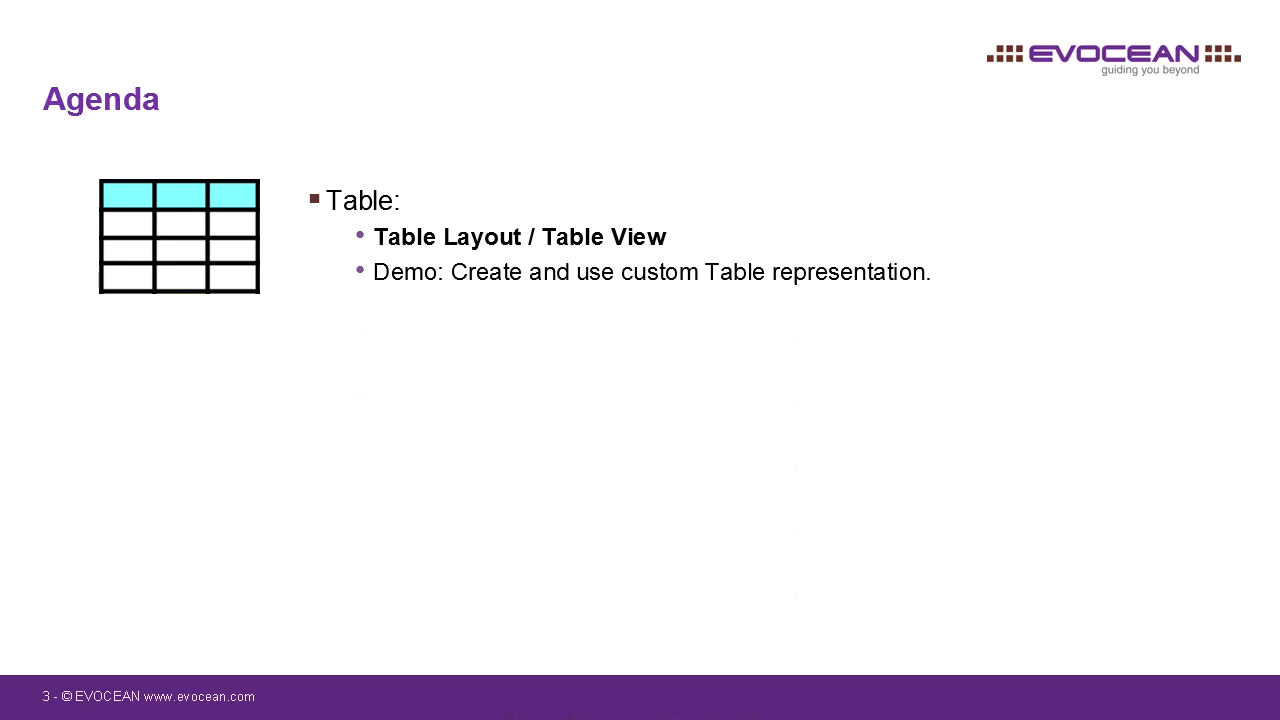 EVOCEAN
guiding you beyond
Agenda
Table:
Table Layout / Table View
Demo: Create and use custom Table representation.
3 - © EVOCEAN www.evocean.com